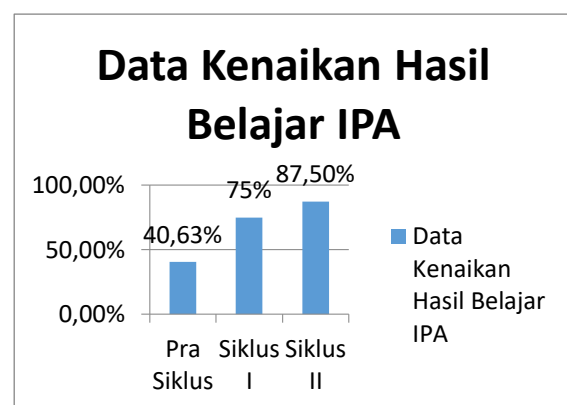 Data Kenaikan Hasil
Belajar IPA
100,00%
50,00%
0,00%
40,63%
75%
87,50%
Pra
Siklus
Siklus
I
Siklus
II
Data
Kenaikan
Hasil Belajar
IPA